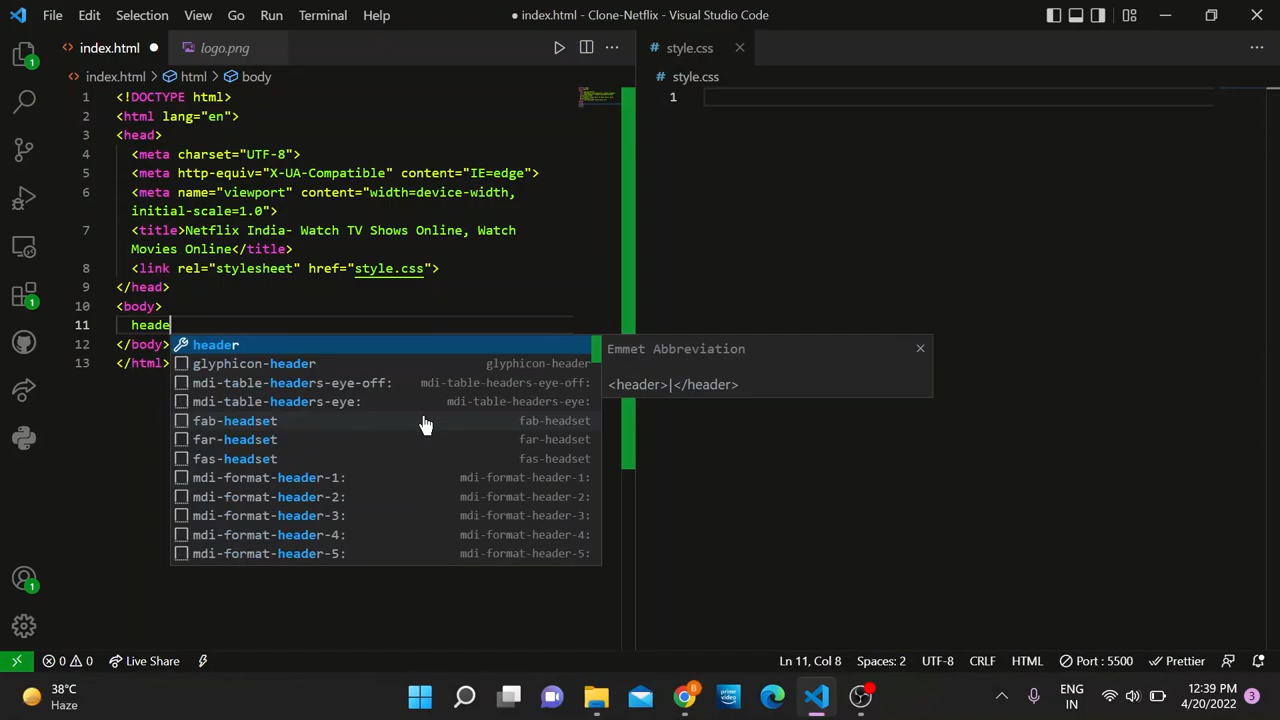 File Edit Selection View Go Run Terminal Help
● index.html - Clone-Netflix - Visual Studio Code
index.html ●
logo.png
style.css
index.html > html > body
style.css
1 <!DOCTYPE html>
2 <html lang="en">
3 <head>
4 <meta charset="UTF-8">
5 <meta http-equiv="X-UA-Compatible" content="IE=edge">
6 <meta name="viewport" content="width=device-width,
initial-scale=1.0">
7 <title>Netflix India- Watch TV Shows Online, Watch
Movies Online</title>
8 <link rel="stylesheet" href="style.css">
9 </head>
10 <body>
11 heade
12 </body>
13 </html>
1
header
glyphicon-header glyphicon-header
mdi-table-headers-eye-off: mdi-table-headers-eye-off:
mdi-table-headers-eye: mdi-table-headers-eye:
fab-headset fab-headset
far-headset far-headset
fas-headset fas-headset
mdi-format-header-1: mdi-format-header-1:
mdi-format-header-2: mdi-format-header-2:
mdi-format-header-3: mdi-format-header-3:
mdi-format-header-4: mdi-format-header-4:
mdi-format-header-5: mdi-format-header-5:
Emmet Abbreviation
<header>|</header>
1
1
1
0 0 Live Share
Ln 11, Col 8 Spaces: 2 UTF-8 CRLF HTML Port : 5500 Prettier
38°C
Haze
B
prime
video
ENG
IN
12:39 PM
4/20/2022
3